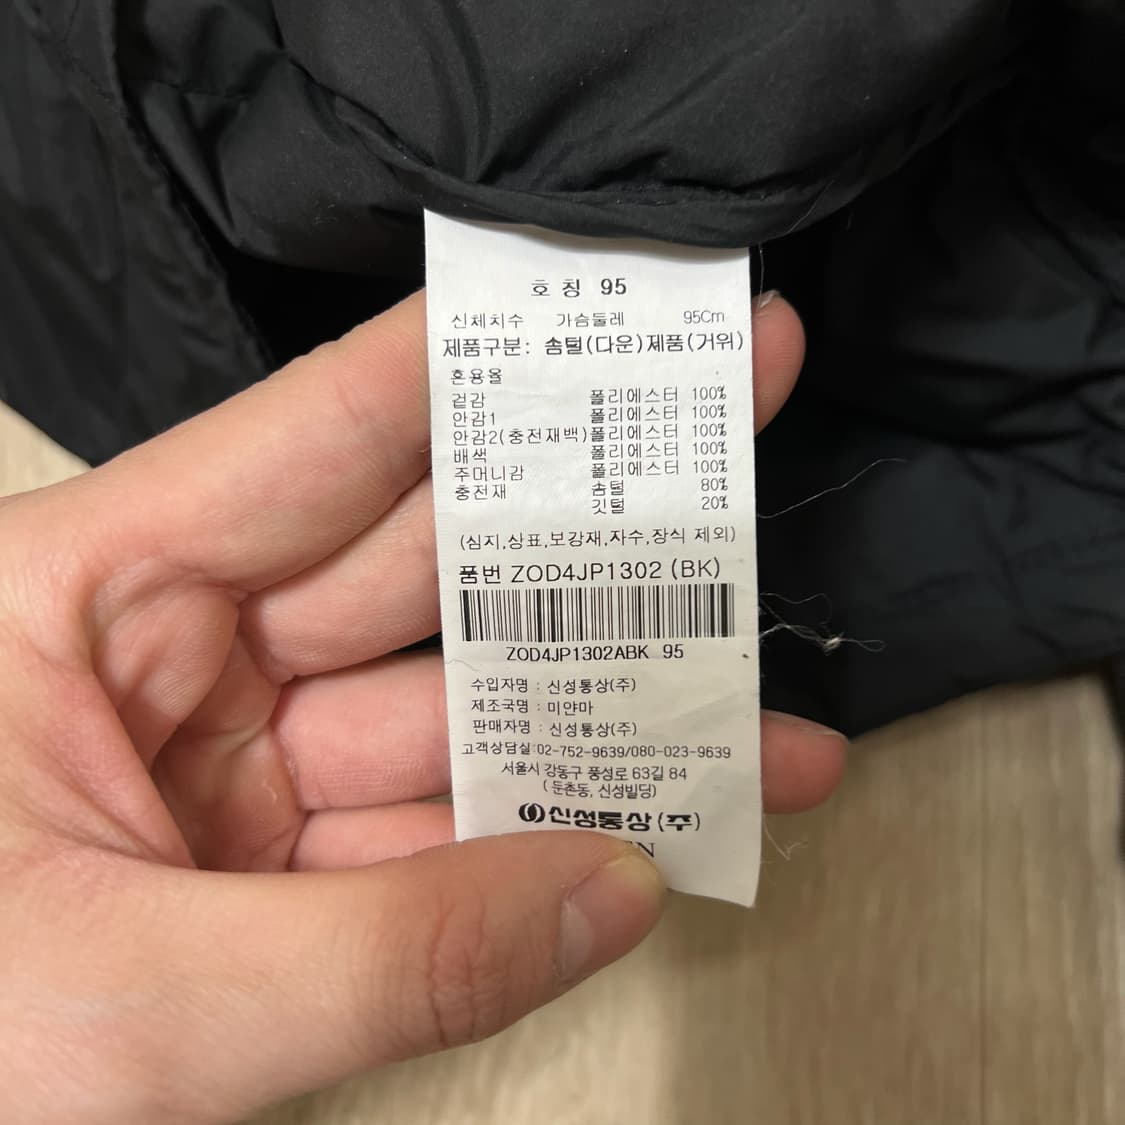 호 칭 95
신체치수 가슴둘레 95Cm
제품구분: 솜털(다운)제품(거위)
혼용율
겉감 폴리에스터 100%
안감1 폴리에스터 100%
안감2(충전재백) 폴리에스터 100%
배색 폴리에스터 100%
주머니감 폴리에스터 100%
충전재 솜털 80%
깃털 20%
(심지,상표,보강재,자수,장식 제외)
품번 ZOD4JP1302 (BK)
ZOD4JP1302ABK 95
수입자명 : 신성통상(주)
제조국명 : 미얀마
판매자명 : 신성통상(주)
고객상담실:02-752-9639/080-023-9639
서울시 강동구 풍성로 63길 84
(둔촌동, 신성빌딩)
신성통상(주)